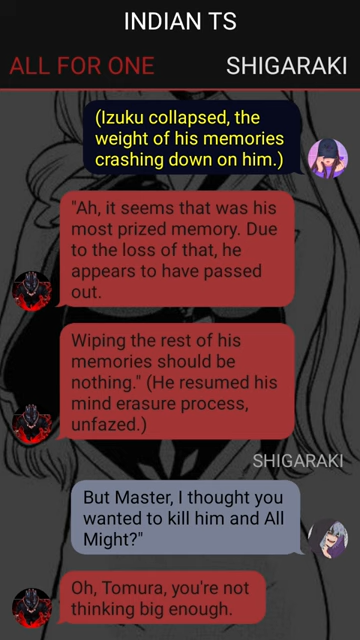 INDIAN TS
ALL FOR ONE
SHIGARAKI
(Izuku collapsed, the
weight of his memories
crashing down on him.)
"Ah, it seems that was his
most prized memory. Due
to the loss of that, he
appears to have passed
out.
Wiping the rest of his
memories should be
nothing." (He resumed his
mind erasure process,
unfazed.)
SHIGARAKI
But Master, I thought you
wanted to kill him and All
Might?"
Oh, Tomura, you're not
thinking big enough.